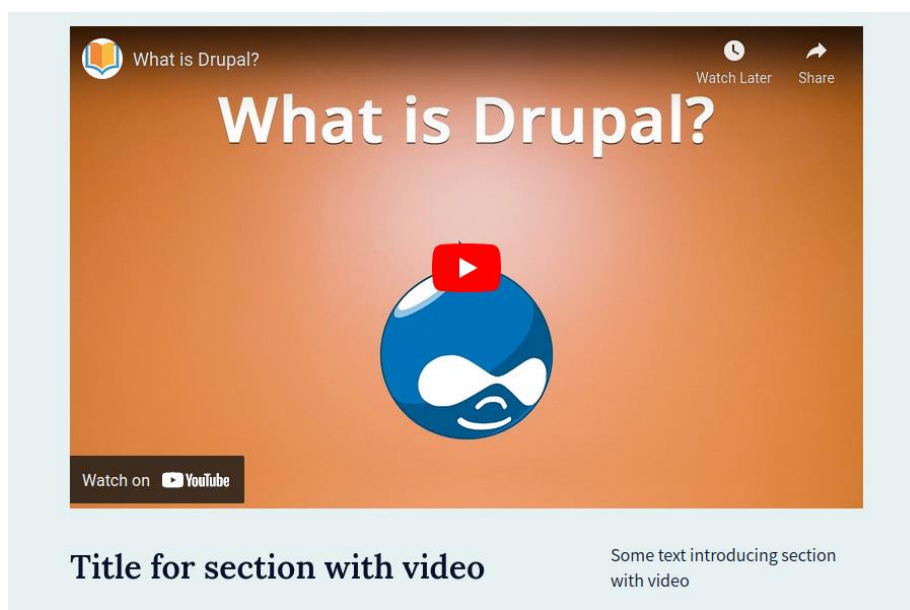 What is Drupal?
Watch Later
Share
What is Drupal?
Watch on YouTube
Title for section with video
Some text introducing section
with video